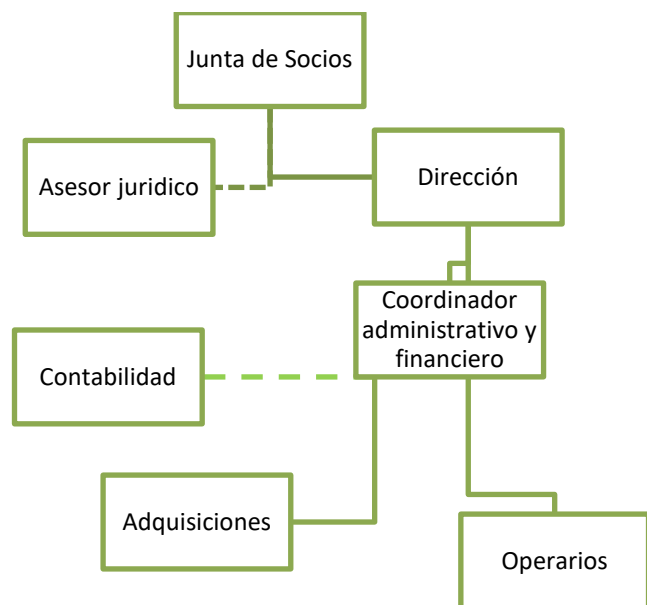 Junta de Socios
Asesor juridico
Dirección
Coordinador
administrativo y
financiero
Contabilidad
Adquisiciones
Operarios